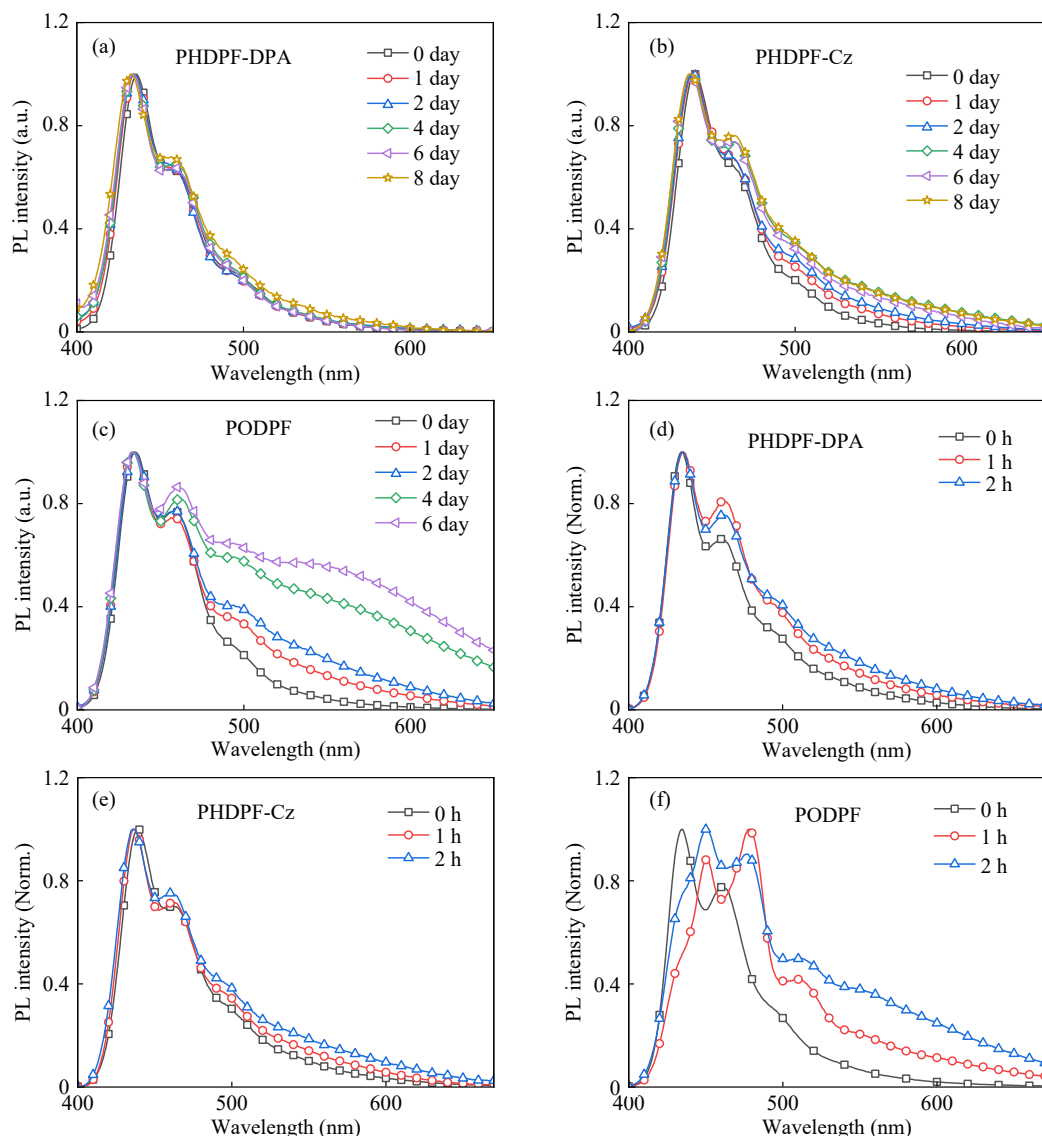 1.2
(a)
PHDPF-DPA
0 day
1 day
2 day
4 day
6 day
8 day
0.8
0.4
0
400
500
600
PL intensity (a.u.)
Wavelength (nm)
1.2
(b)
PHDPF-Cz
0 day
1 day
2 day
4 day
6 day
8 day
0.8
0.4
0
400
500
600
PL intensity (a.u.)
Wavelength (nm)
1.2
(c)
PODPF
0 day
1 day
2 day
4 day
6 day
0.8
0.4
0
400
500
600
PL intensity (a.u.)
Wavelength (nm)
1.2
(d)
PHDPF-DPA
0 h
1 h
2 h
0.8
0.4
0
400
500
600
PL intensity (Norm.)
Wavelength (nm)
1.2
(e)
PHDPF-Cz
0 h
1 h
2 h
0.8
0.4
0
400
500
600
PL intensity (Norm.)
Wavelength (nm)
1.2
(f)
PODPF
0 h
1 h
2 h
0.8
0.4
0
400
500
600
PL intensity (Norm.)
Wavelength (nm)